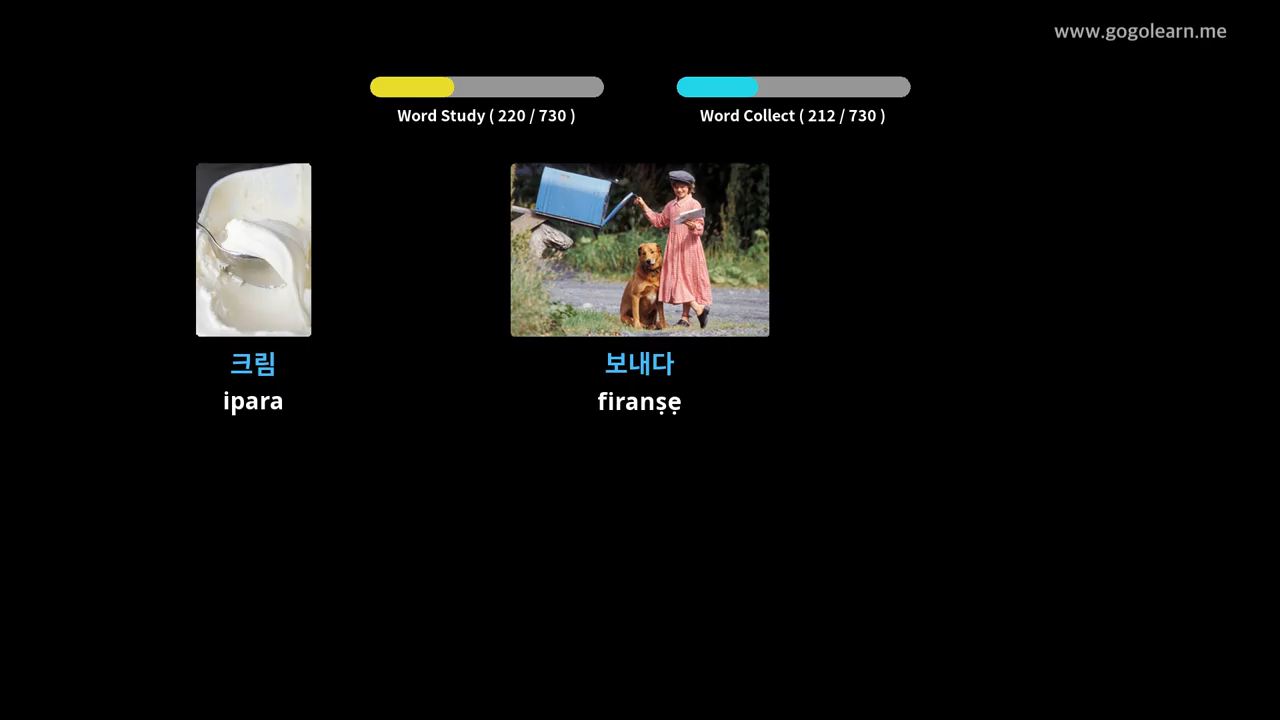 www.gogolearn.me
Word Study ( 220 / 730 )
Word Collect ( 212 / 730 )
크림
ipara
보내다
firanṣẹ